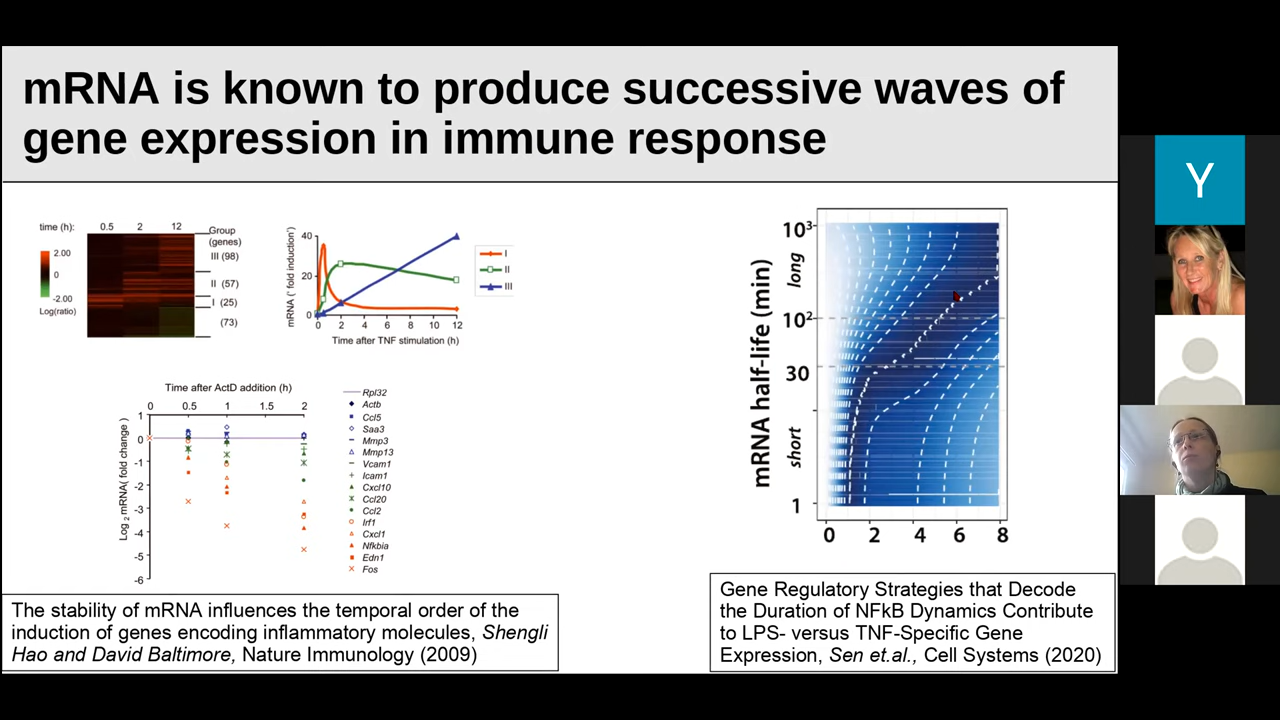 mRNA is known to produce successive waves of
gene expression in immune response
time (h):
0.5 2 12
Group
(genes)
III (98)
II (57)
I (25)
(73)
2.00
0
-2.00
Log(ratio)
mRNA (' fold induction')
40
20
0
0 2 4 6 8 10 12
Time after TNF stimulation (h)
I
II
III
Time after ActD addition (h)
0 0.5 1 1.5 2
Log 2 mRNA( fold change )
1
0
-1
-2
-3
-4
-5
-6
Rpl32
Actb
Ccl5
Saa3
Mmp3
Mmp13
Vcam1
Icam1
Cxcl10
Ccl20
Ccl2
Irf1
Cxcl1
Nfkbia
Edn1
Fos
The stability of mRNA influences the temporal order of the
induction of genes encoding inflammatory molecules, Shengli
Hao and David Baltimore, Nature Immunology (2009)
mRNA half-life (min)
short
long
10³
10²
30
1
0 2 4 6 8
Gene Regulatory Strategies that Decode
the Duration of NFkB Dynamics Contribute
to LPS- versus TNF-Specific Gene
Expression, Sen et.al., Cell Systems (2020)
Y